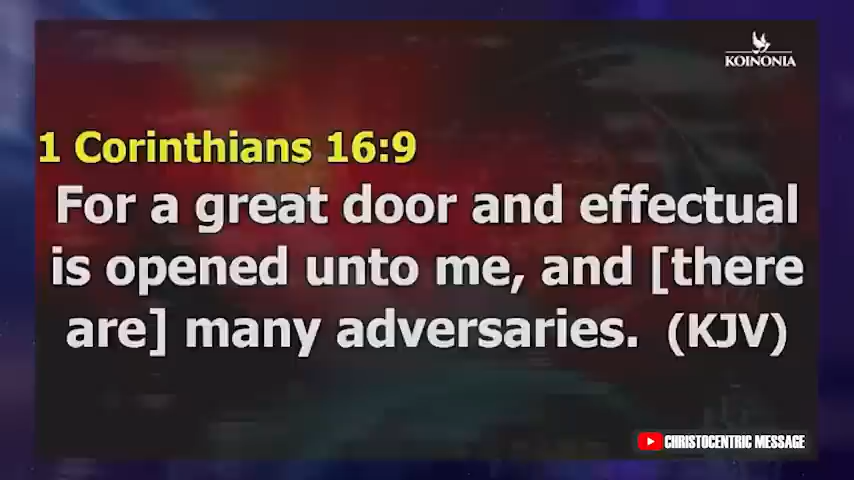 KOINONIA
1 Corinthians 16:9
For a great door and effectual
is opened unto me, and [there
are] many adversaries. (KJV)
CHRISTOCENTRIC MESSAGE